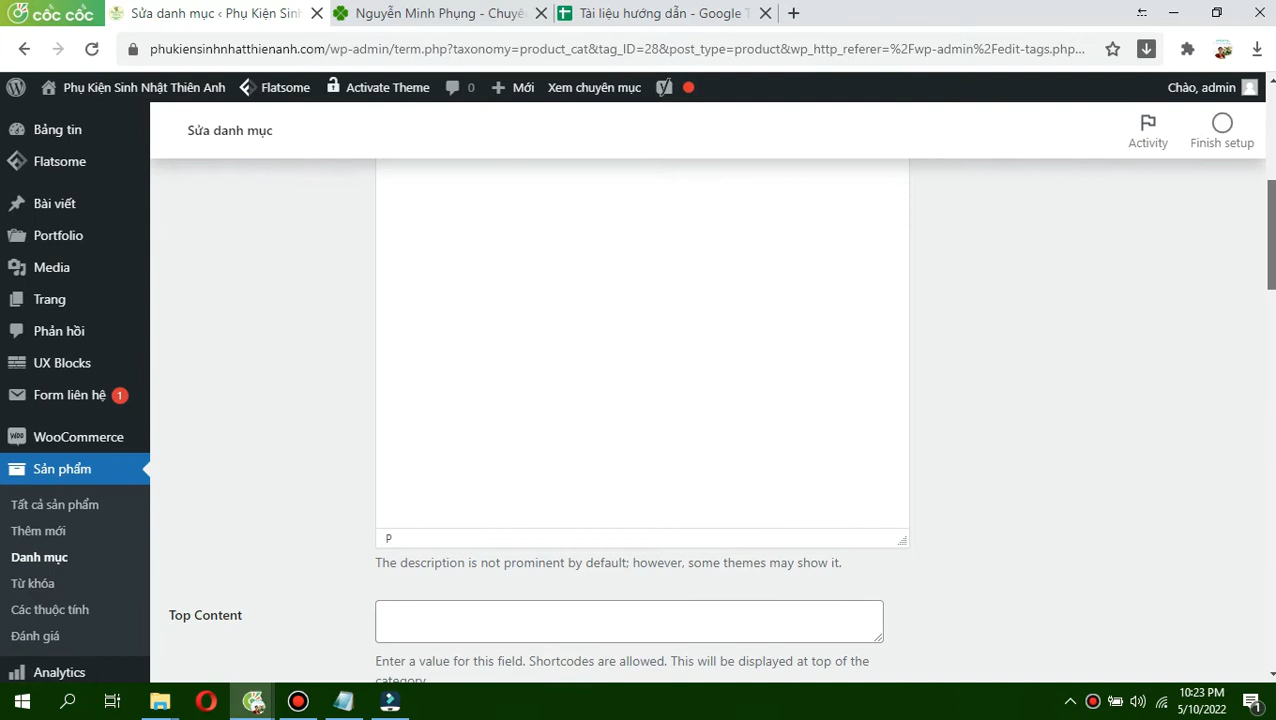 cốc cốc
Sửa danh mục ‹ Phụ Kiện Sinh
Nguyễn Minh Phụng - Chuyê
Tài liệu hướng dẫn - Google T
phukiensinhnhatthienanh.com/wp-admin/term.php?taxonomy=product_cat&tag_ID=28&post_type=product&wp_http_referer=%2Fwp-admin%2Fedit-tags.php...
Phụ Kiện Sinh Nhật Thiên Anh
Flatsome
Activate Theme
0
Mới
Xem chuyên mục
Chào, admin
Bảng tin
Flatsome
Bài viết
Portfolio
Media
Trang
Phản hồi
UX Blocks
Form liên hệ 1
WooCommerce
Sản phẩm
Tất cả sản phẩm
Thêm mới
Danh mục
Từ khóa
Các thuộc tính
Đánh giá
Analytics
Sửa danh mục
Activity
Finish setup
P
The description is not prominent by default; however, some themes may show it.
Top Content
Enter a value for this field. Shortcodes are allowed. This will be displayed at top of the
category.
10:23 PM
5/10/2022
1